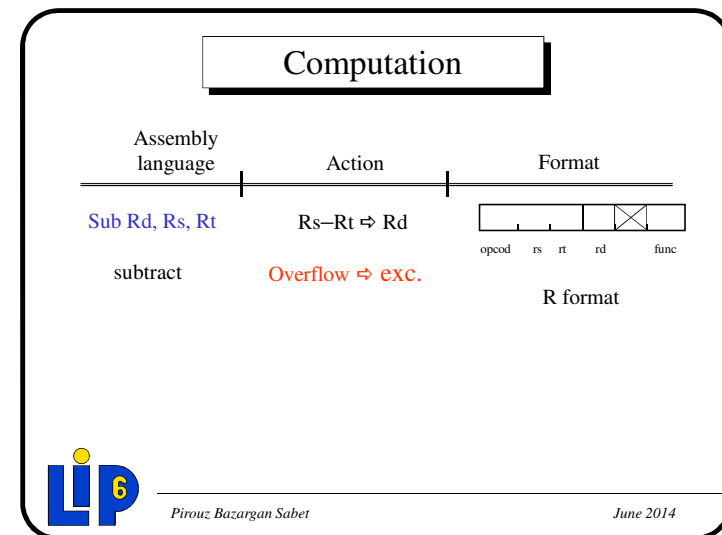 Computation
Assembly
language
Action
Format
Sub Rd, Rs, Rt
Rs–Rt ⇨ Rd
opcod rs rt rd func
subtract
Overflow ⇨ exc.
R format
LiP6
Pirouz Bazargan Sabet
June 2014